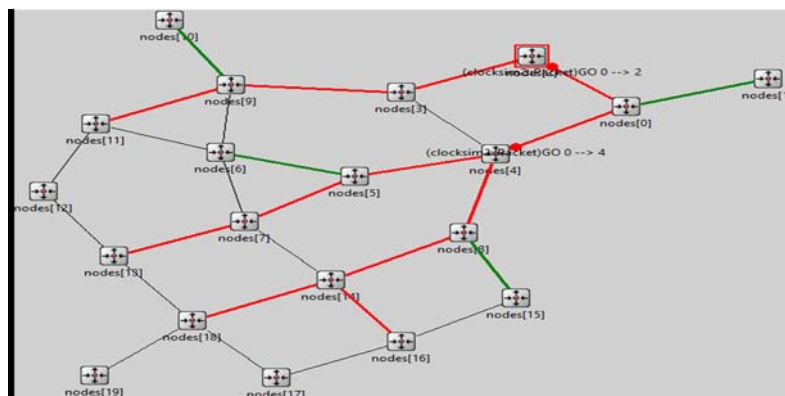 nodes[10]
(clocksim
GO 0 --> 2
nodes[9]
nodes[3]
nodes[0]
nodes[11]
GO 0 --> 4
nodes[6]
nodes[4]
nodes[5]
nodes[12]
nodes[7]
nodes[8]
nodes[13]
nodes[14]
nodes[15]
nodes[18]
nodes[16]
nodes[19]
nodes[17]